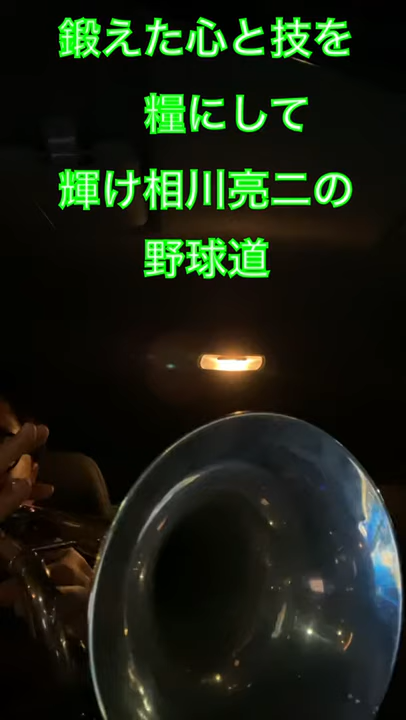 鍛えた心と技を
糧にして
輝け相川亮二の
野球道